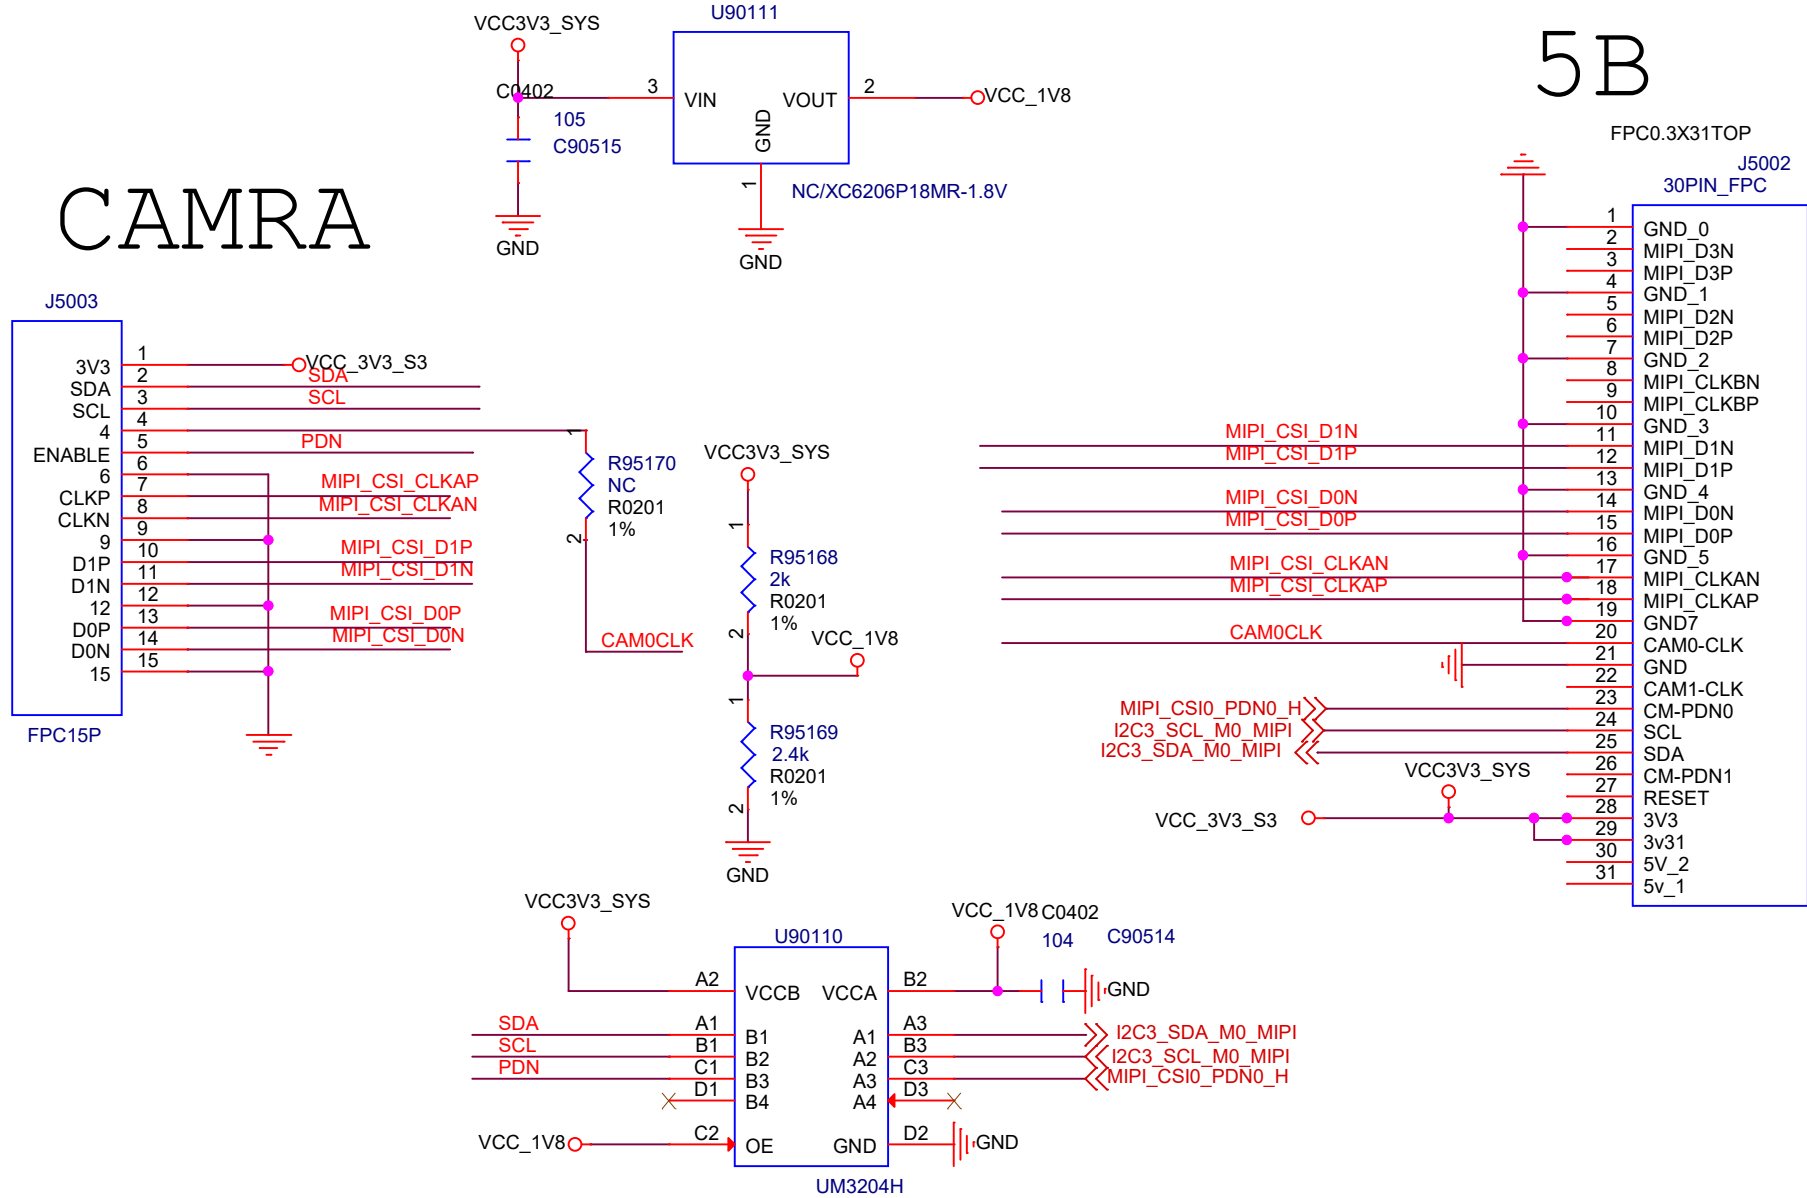 VCC3V3_SYS
C0402
105
C90515
GND
U90111
3
VIN
VOUT
2
GND
1
VCC_1V8
NC/XC6206P18MR-1.8V
GND
5B
CAMRA
J5003
1
3V3
VCC_3V3_S3
2
SDA
SDA
3
SCL
SCL
4
4
5
ENABLE
PDN
6
6
7
CLKP
MIPI_CSI_CLKAP
8
CLKN
MIPI_CSI_CLKAN
9
9
10
D1P
MIPI_CSI_D1P
11
D1N
MIPI_CSI_D1N
12
12
13
D0P
MIPI_CSI_D0P
14
D0N
MIPI_CSI_D0N
15
15
FPC15P
1
R95170
NC
R0201
1%
2
CAM0CLK
VCC3V3_SYS
1
R95168
2k
R0201
1%
2
VCC_1V8
1
R95169
2.4k
R0201
1%
2
GND
FPC0.3X31TOP
J5002
30PIN_FPC
1
GND_0
2
MIPI_D3N
3
MIPI_D3P
4
GND_1
5
MIPI_D2N
6
MIPI_D2P
7
GND_2
8
MIPI_CLKBN
9
MIPI_CLKBP
10
GND_3
MIPI_CSI_D1N
11
MIPI_D1N
MIPI_CSI_D1P
12
MIPI_D1P
13
GND_4
MIPI_CSI_D0N
14
MIPI_D0N
MIPI_CSI_D0P
15
MIPI_D0P
16
GND_5
MIPI_CSI_CLKAN
17
MIPI_CLKAN
MIPI_CSI_CLKAP
18
MIPI_CLKAP
19
GND7
CAM0CLK
20
CAM0-CLK
21
GND
22
CAM1-CLK
MIPI_CSI0_PDN0_H
23
CM-PDN0
I2C3_SCL_M0_MIPI
24
SCL
I2C3_SDA_M0_MIPI
25
SDA
26
CM-PDN1
VCC3V3_SYS
27
RESET
VCC_3V3_S3
28
3V3
29
3v31
30
5V_2
31
5v_1
VCC3V3_SYS
U90110
VCC_1V8
C0402
104
C90514
A2
VCCB
VCCA
B2
GND
SDA
A1
B1
A1
A3
I2C3_SDA_M0_MIPI
SCL
B1
B2
A2
B3
I2C3_SCL_M0_MIPI
PDN
C1
B3
A3
C3
MIPI_CSI0_PDN0_H
D1
B4
A4
D3
VCC_1V8
C2
OE
GND
D2
GND
UM3204H